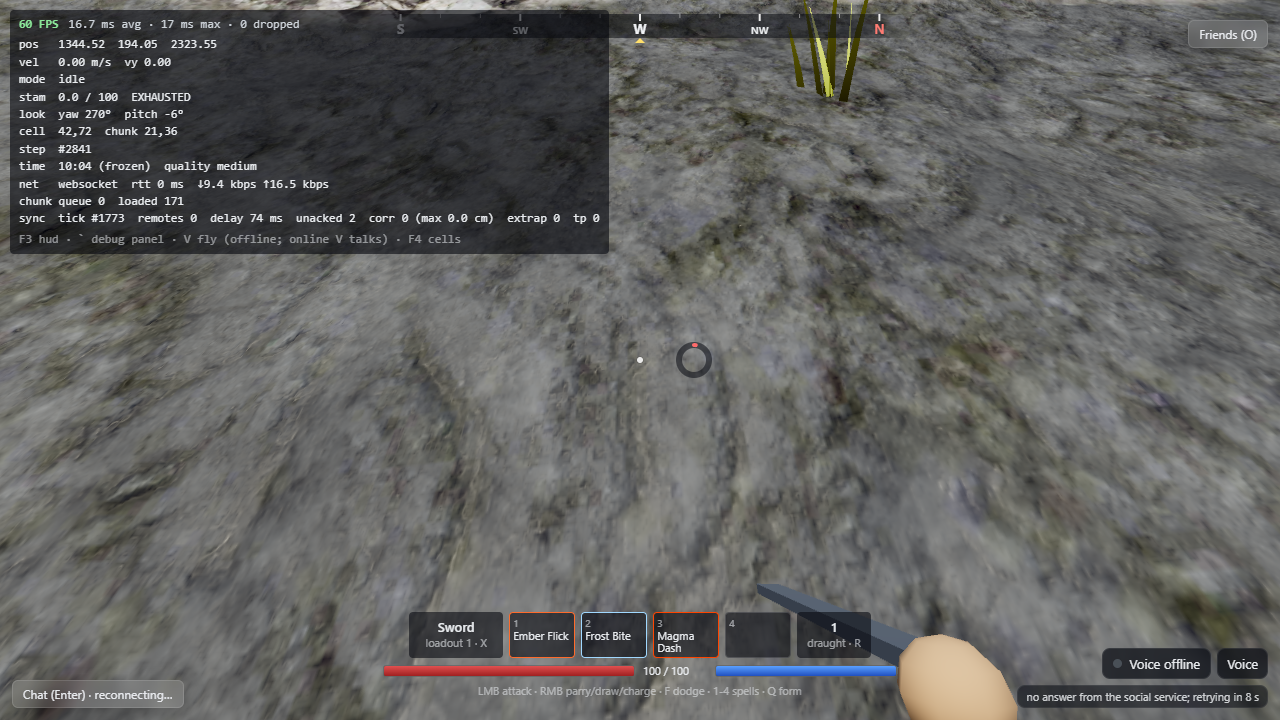 60 FPS 16.7 ms avg · 17 ms max · 0 dropped
pos 1344.52 194.05 2323.55
vel 0.00 m/s vy 0.00
mode idle
stam 0.0 / 100 EXHAUSTED
look yaw 270° pitch -6°
cell 42,72 chunk 21,36
step #2841
time 10:04 (frozen) quality medium
net websocket rtt 0 ms ↓9.4 kbps ↑16.5 kbps
chunk queue 0 loaded 171
sync tick #1773 remotes 0 delay 74 ms unacked 2 corr 0 (max 0.0 cm) extrap 0 tp 0
F3 hud · ` debug panel · V fly (offline; online V talks) · F4 cells
S SW W NW N
Friends (O)
Sword
loadout 1 · X
1
Ember Flick
2
Frost Bite
3
Magma
Dash
4
1
draught · R
100 / 100
LMB attack · RMB parry/draw/charge · F dodge · 1-4 spells · Q form
Chat (Enter) · reconnecting...
Voice offline
Voice
no answer from the social service; retrying in 8 s